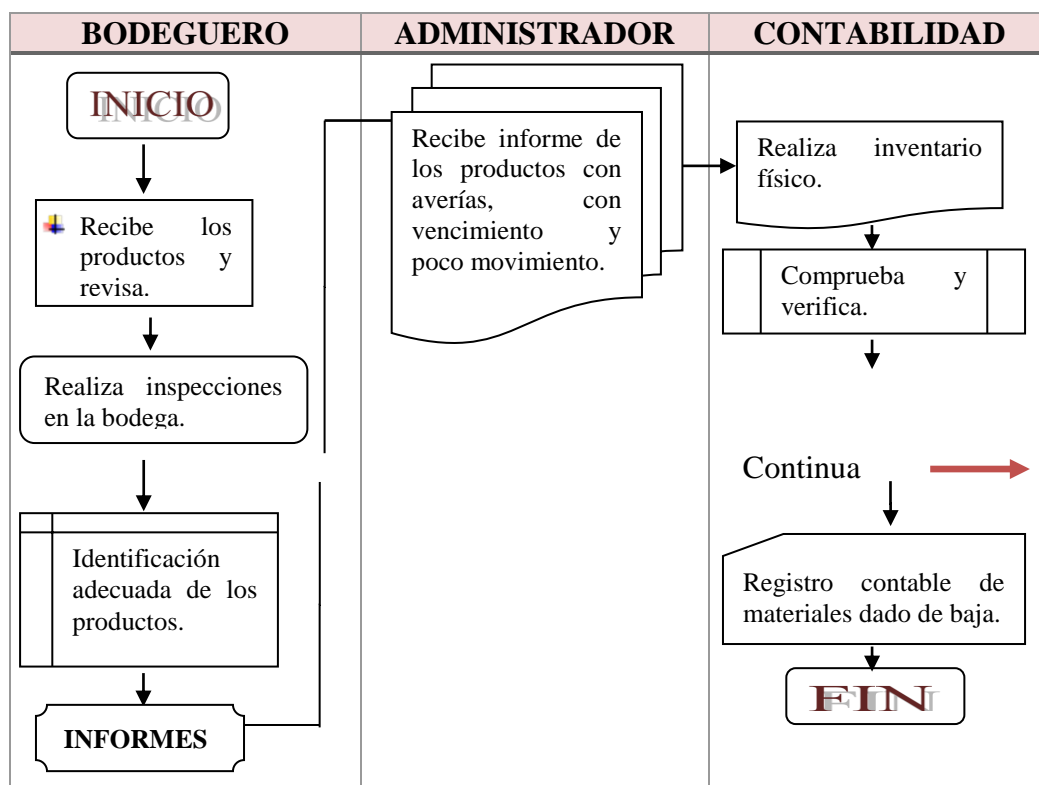 BODEGUERO
ADMINISTRADOR
CONTABILIDAD
INICIO
Recibe los
productos y
revisa.
Realiza inspecciones
en la bodega.
Identificación
adecuada de los
productos.
INFORMES
Recibe informe de
los productos con
averías, con
vencimiento y
poco movimiento.
Realiza inventario
físico.
Comprueba y
verifica.
Continua
Registro contable de
materiales dado de baja.
FIN